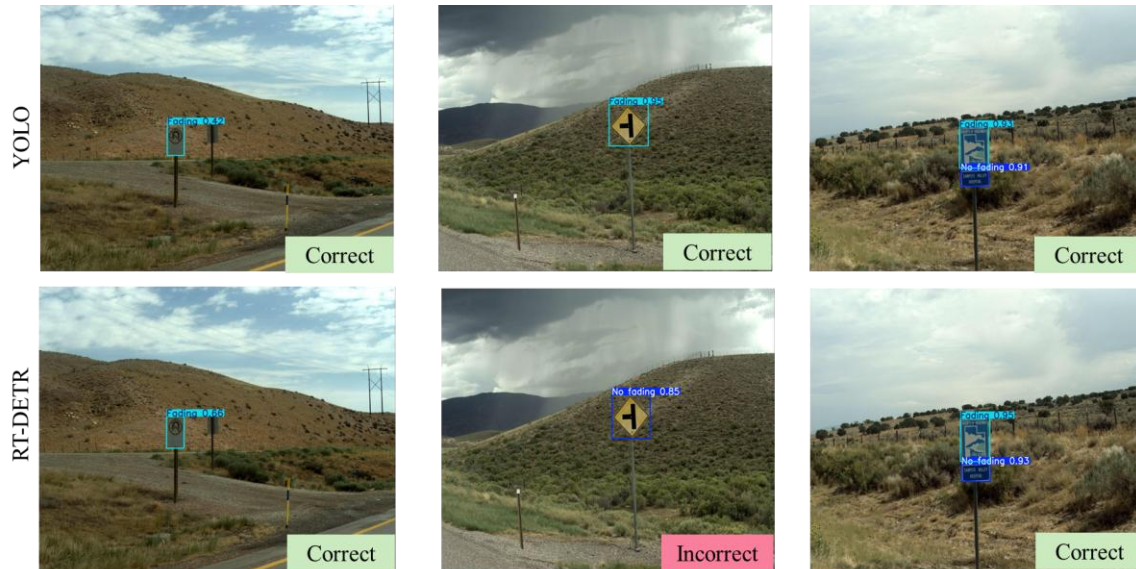 YOLO
Fading 0.42
Correct
Fading 0.95
Correct
Fading 0.93
No fading 0.91
Correct
RT-DETR
Fading 0.66
Correct
No fading 0.85
Incorrect
Fading 0.95
No fading 0.93
Correct